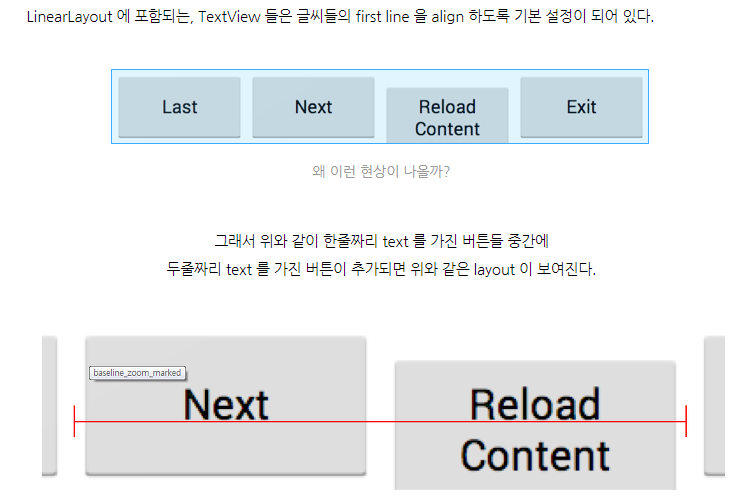 LinearLayout 에 포함되는, TextView 들은 글씨들의 first line 을 align 하도록 기본 설정이 되어 있다.
Last
Next
Reload
Content
Exit
왜 이런 현상이 나올까?
그래서 위와 같이 한줄짜리 text 를 가진 버튼들 중간에
두줄짜리 text 를 가진 버튼이 추가되면 위와 같은 layout 이 보여진다.
baseline_zoom_marked
Next
Reload
Content